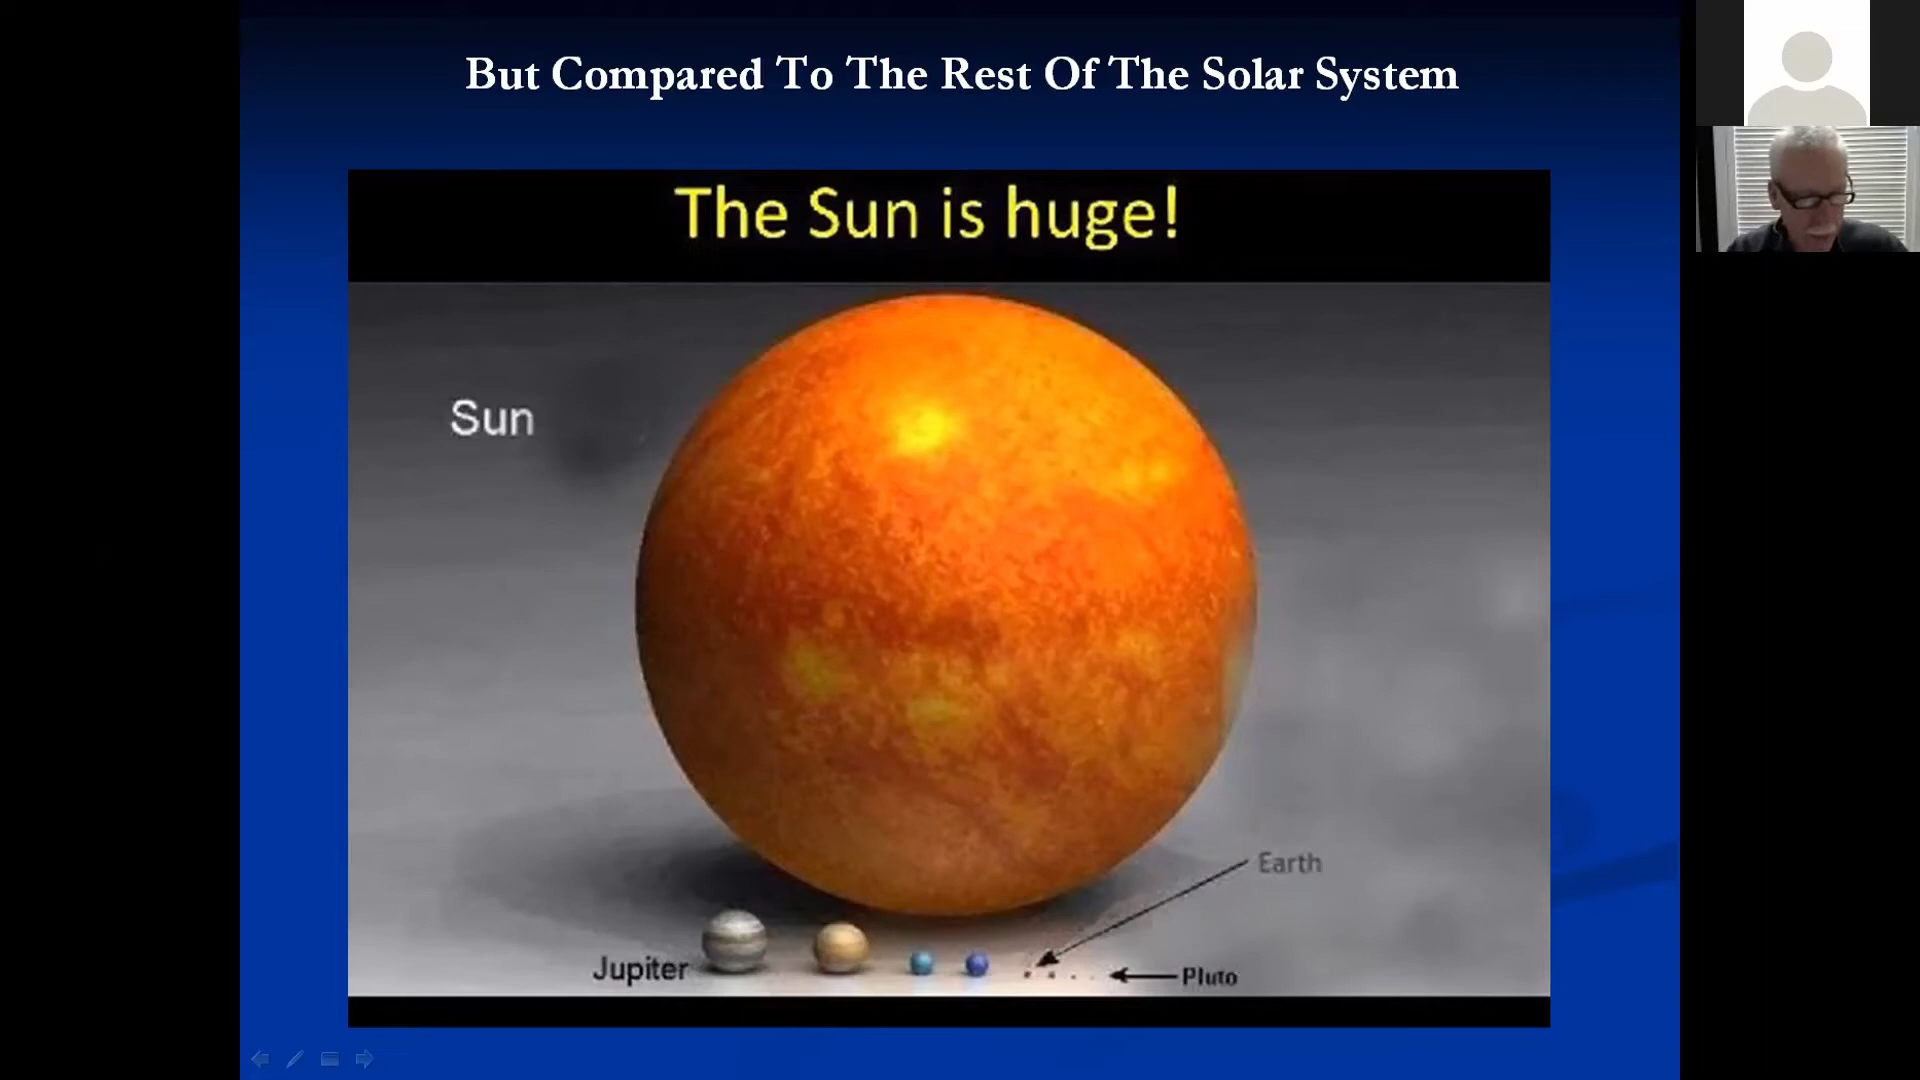 But Compared To The Rest Of The Solar System
The Sun is huge!
Sun
Earth
Jupiter
Pluto